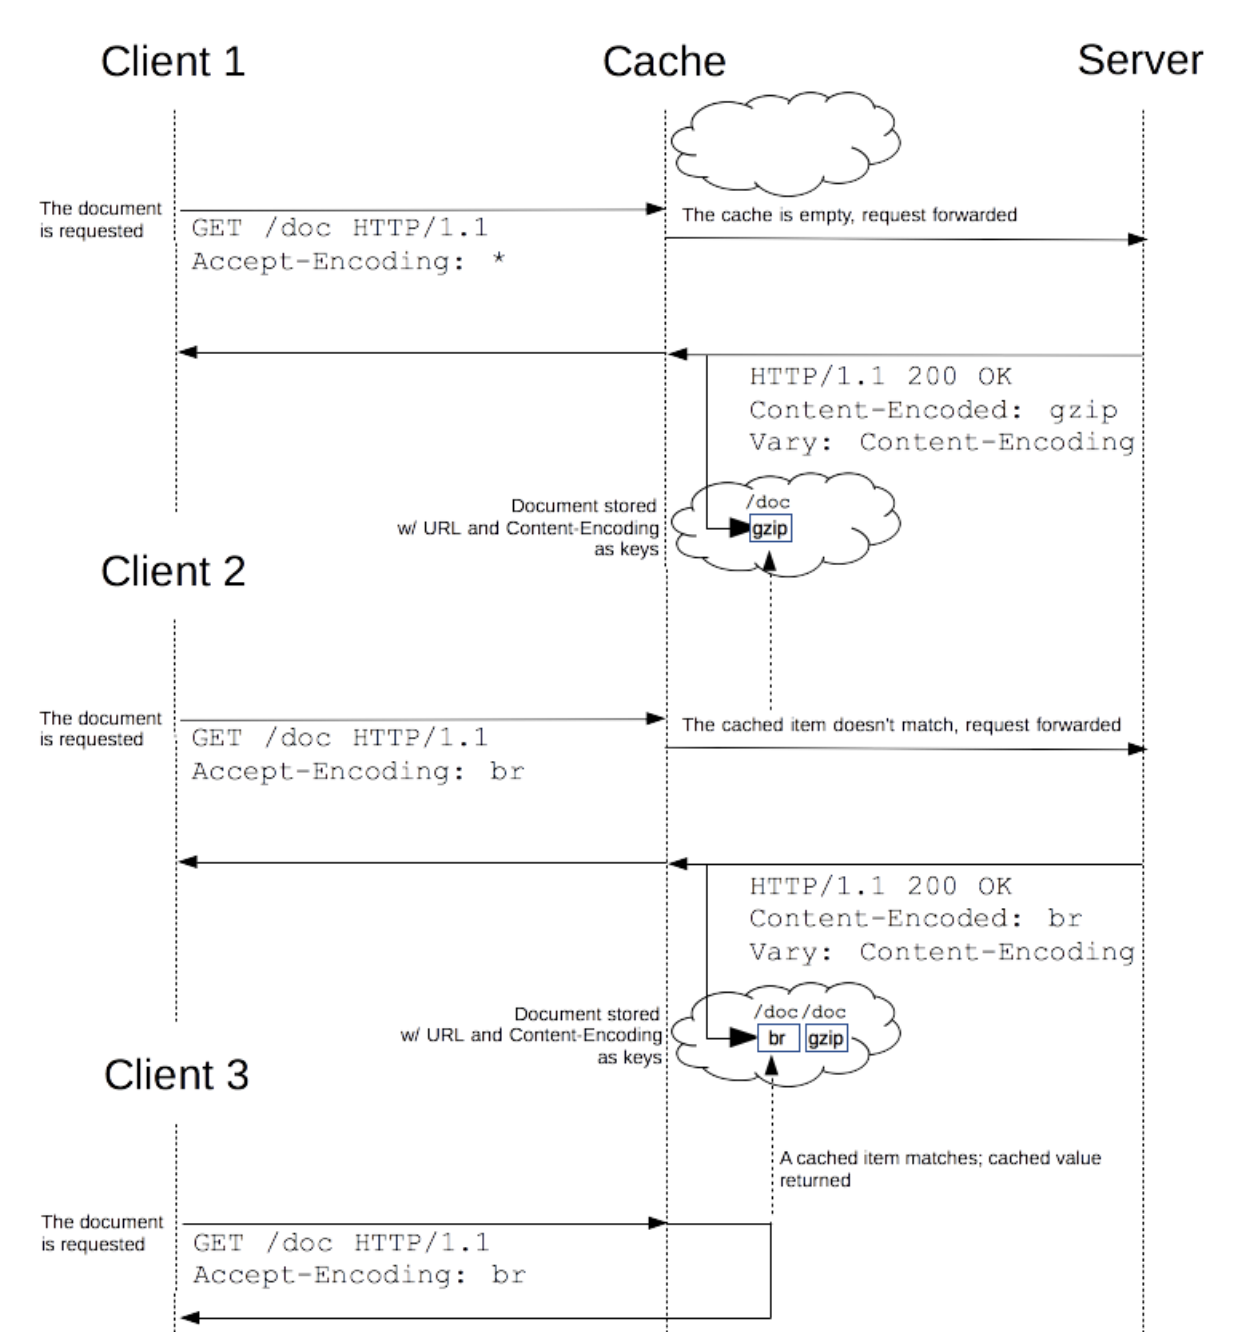 Client 1
Cache
Server
The document
is requested
GET /doc HTTP/1.1
Accept-Encoding: *
The cache is empty, request forwarded
HTTP/1.1 200 OK
Content-Encoded: gzip
Vary: Content-Encoding
Document stored
w/ URL and Content-Encoding
as keys
/doc
gzip
Client 2
The document
is requested
GET /doc HTTP/1.1
Accept-Encoding: br
The cached item doesn't match, request forwarded
HTTP/1.1 200 OK
Content-Encoded: br
Vary: Content-Encoding
Document stored
w/ URL and Content-Encoding
as keys
/doc /doc
br gzip
Client 3
A cached item matches; cached value
returned
The document
is requested
GET /doc HTTP/1.1
Accept-Encoding: br